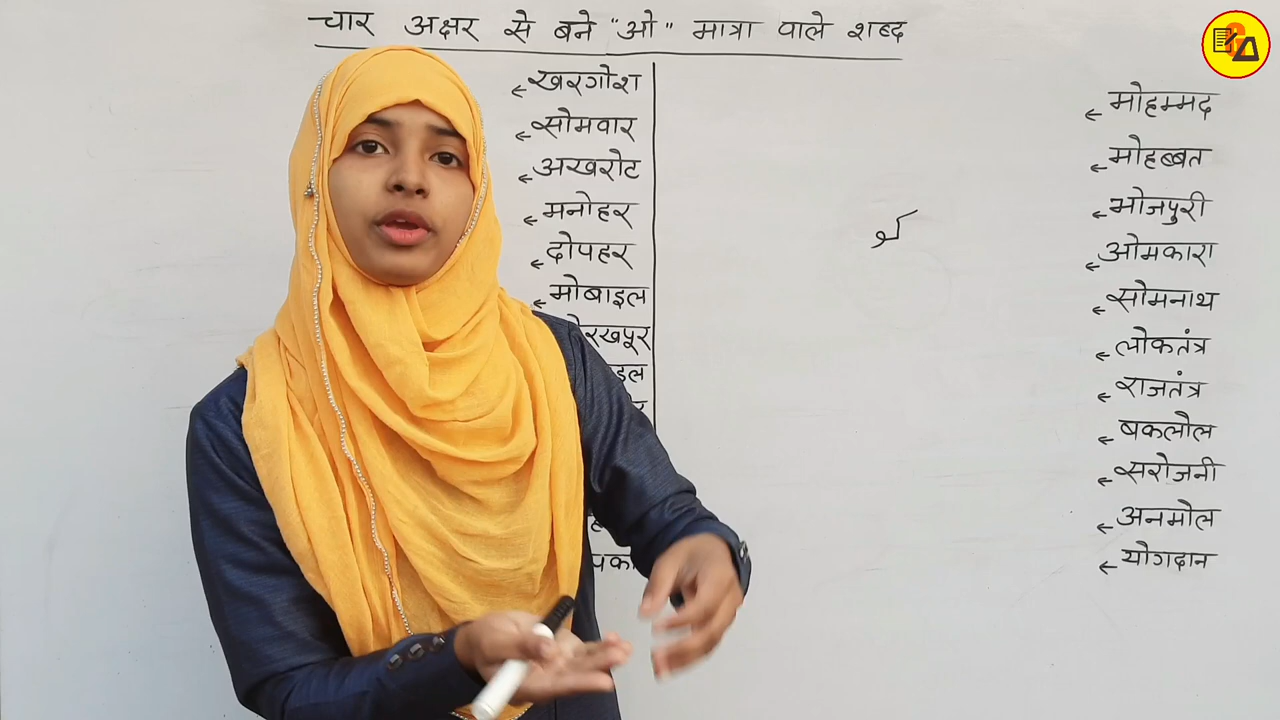 चार अक्षर से बने "ओ" मात्रा वाले शब्द
खरगोश
सोमवार
अखरोट
मनोहर
दोपहर
मोबाइल
मोहम्मद
मोहब्बत
भोजपुरी
ओमकारा
सोमनाथ
लोकतंत्र
राजतंत्र
बकलोल
सरोजनी
अनमोल
योगदान